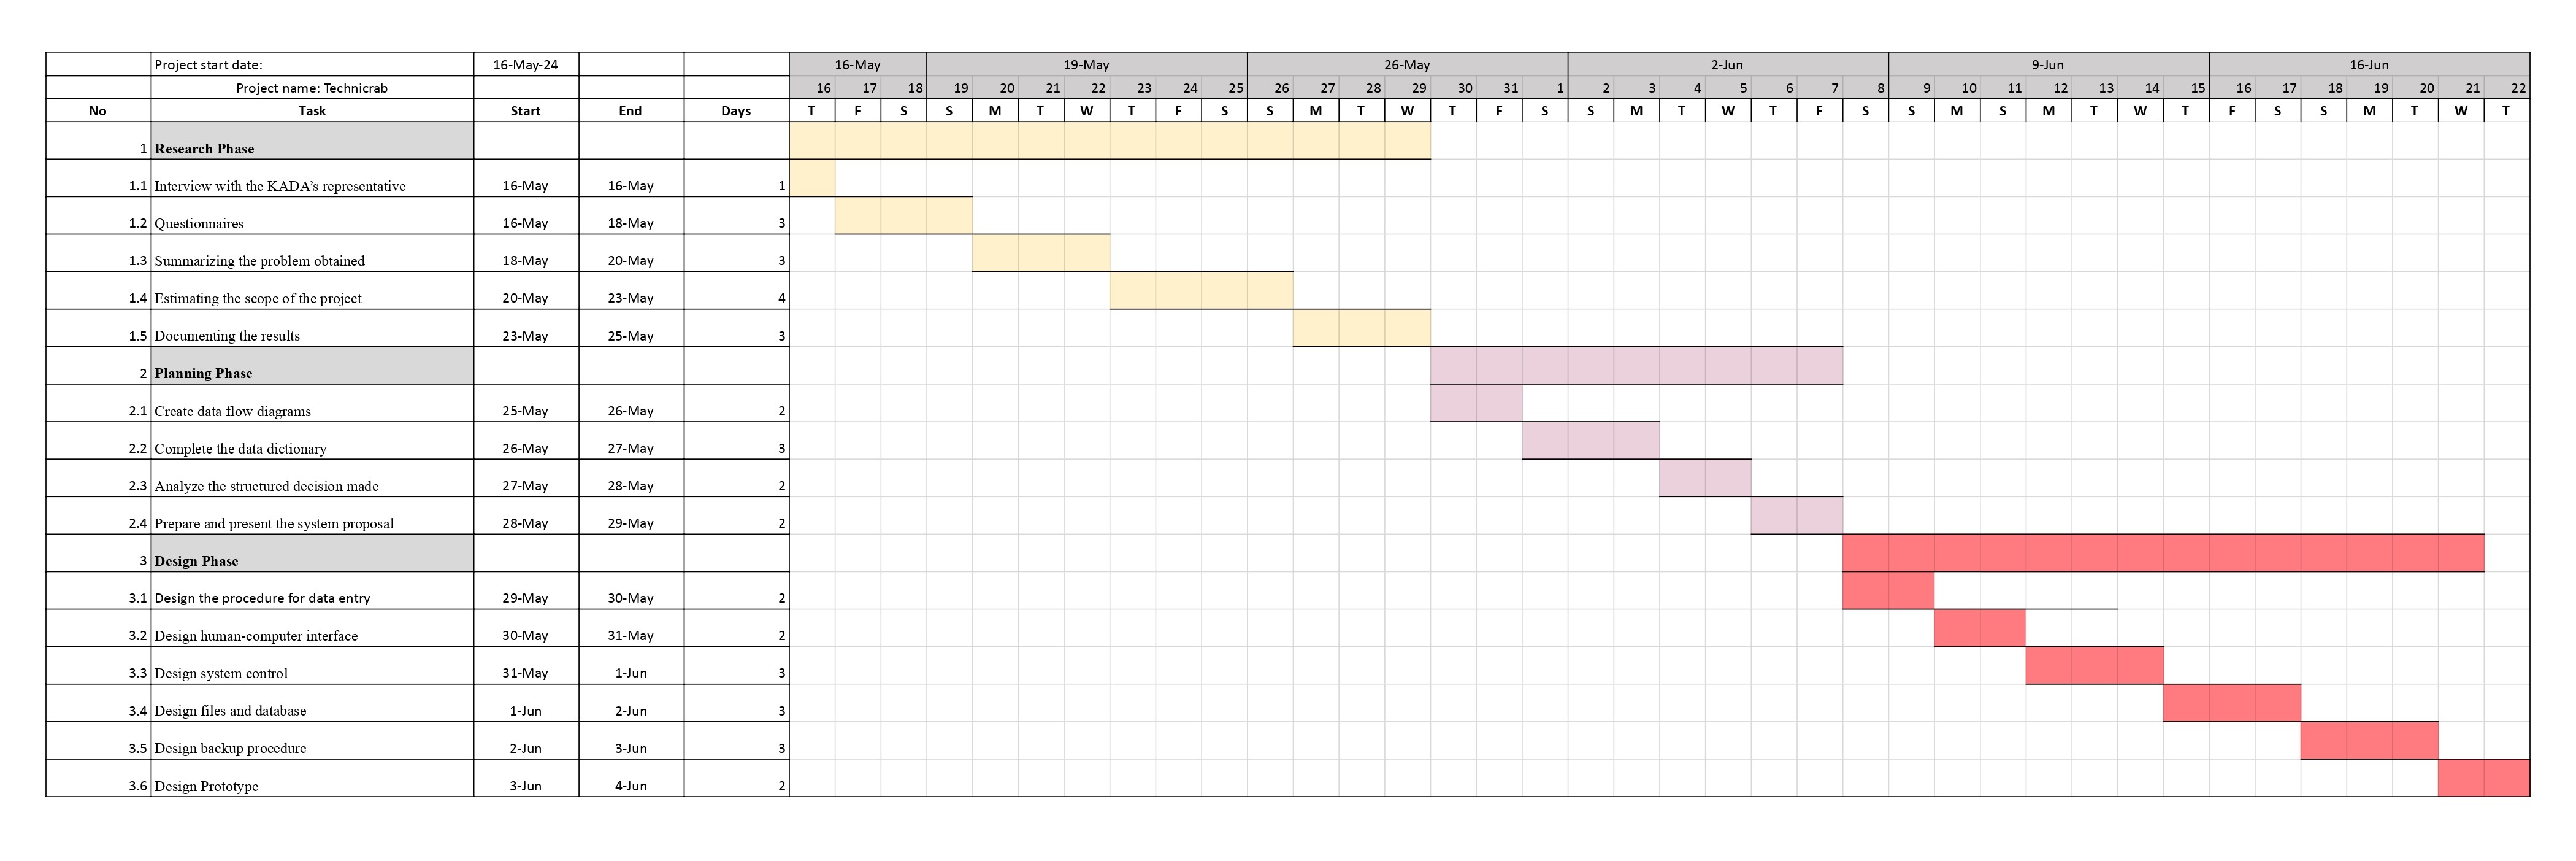 Project start date: 16-May-24 16-May 19-May 26-May 2-Jun 9-Jun 16-Jun
Project name: Technicrab 16 17 18 19 20 21 22 23 24 25 26 27 28 29 30 31 1 2 3 4 5 6 7 8 9 10 11 12 13 14 15 16 17 18 19 20 21 22
No Task Start End Days T F S S M T W T F S S M T W T F S S M T W T F S S M S M T W T F S S M T W T
1 Research Phase
1.1 Interview with the KADA’s representative 16-May 16-May 1
1.2 Questionnaires 16-May 18-May 3
1.3 Summarizing the problem obtained 18-May 20-May 3
1.4 Estimating the scope of the project 20-May 23-May 4
1.5 Documenting the results 23-May 25-May 3
2 Planning Phase
2.1 Create data flow diagrams 25-May 26-May 2
2.2 Complete the data dictionary 26-May 27-May 3
2.3 Analyze the structured decision made 27-May 28-May 2
2.4 Prepare and present the system proposal 28-May 29-May 2
3 Design Phase
3.1 Design the procedure for data entry 29-May 30-May 2
3.2 Design human-computer interface 30-May 31-May 2
3.3 Design system control 31-May 1-Jun 3
3.4 Design files and database 1-Jun 2-Jun 3
3.5 Design backup procedure 2-Jun 3-Jun 3
3.6 Design Prototype 3-Jun 4-Jun 2